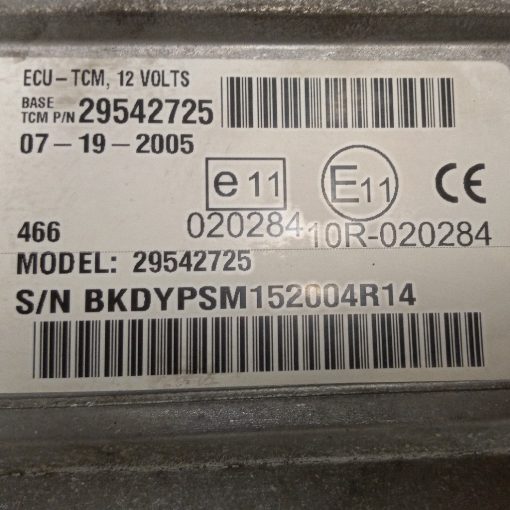 ECU-TCM, 12 VOLTS
BASE
TCM P/N 29542725
07-19-2005
e11 E11 CE
020284 10R-020284
466
MODEL: 29542725
S/N BKDYPSM152004R14